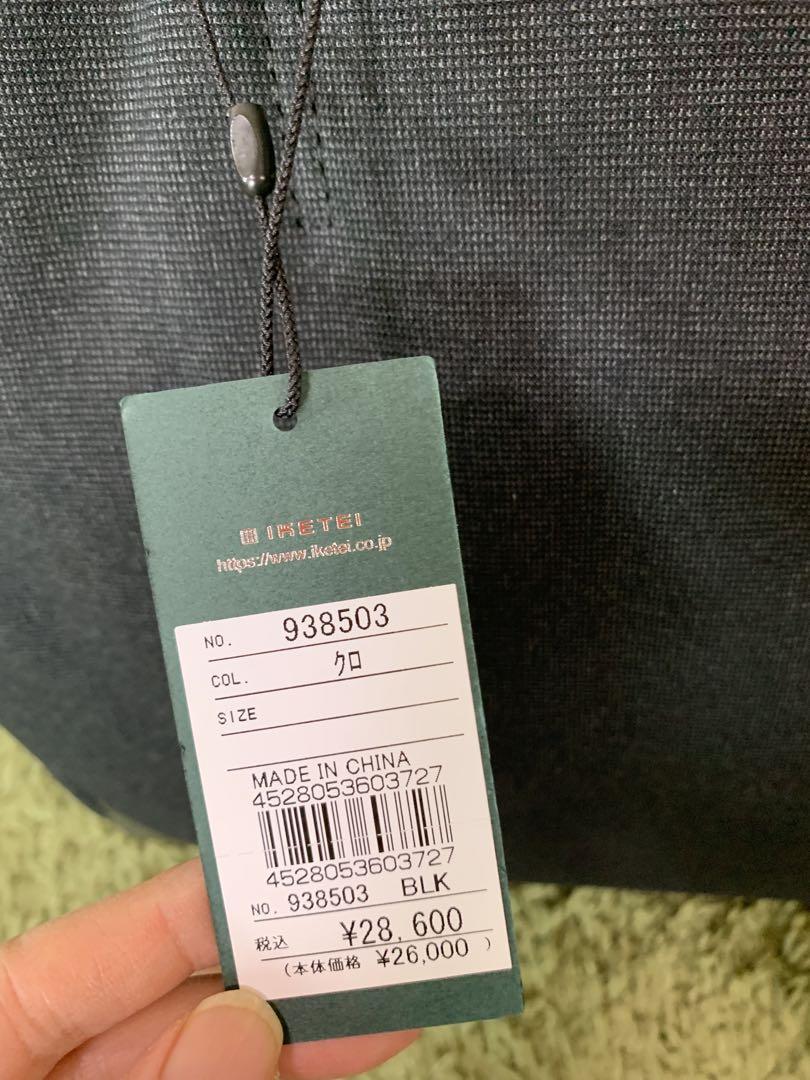 IKETEI
https://www.iketei.co.jp
NO. 938503
COL. クロ
SIZE
MADE IN CHINA
4528053603727
4528053603727
NO. 938503 BLK
税込 ¥28,600
(本体価格 ¥26,000 )